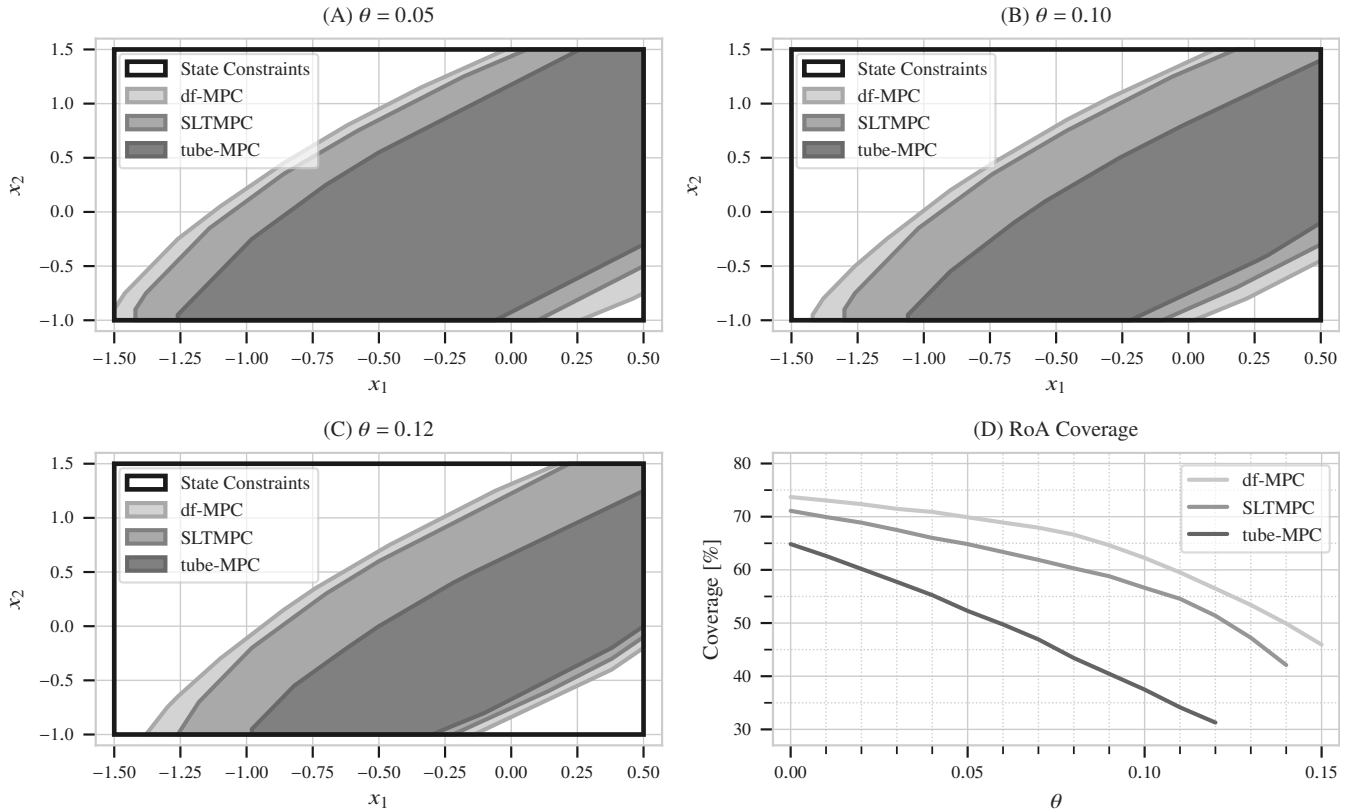 (A) θ = 0.05
1.5
1.0
0.5
0.0
−0.5
−1.0
x2
State Constraints
df-MPC
SLTMPC
tube-MPC
−1.50 −1.25 −1.00 −0.75 −0.50 −0.25 0.00 0.25 0.50
x1
(B) θ = 0.10
1.5
1.0
0.5
0.0
−0.5
−1.0
x2
State Constraints
df-MPC
SLTMPC
tube-MPC
−1.50 −1.25 −1.00 −0.75 −0.50 −0.25 0.00 0.25 0.50
x1
(C) θ = 0.12
1.5
1.0
0.5
0.0
−0.5
−1.0
x2
State Constraints
df-MPC
SLTMPC
tube-MPC
−1.50 −1.25 −1.00 −0.75 −0.50 −0.25 0.00 0.25 0.50
x1
(D) RoA Coverage
80
70
60
50
40
30
Coverage [%]
df-MPC
SLTMPC
tube-MPC
0.00 0.05 0.10 0.15
θ